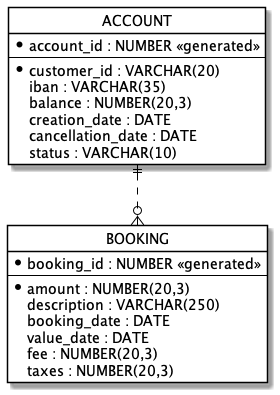 ACCOUNT
• account_id : NUMBER «generated»
• customer_id : VARCHAR(20)
iban : VARCHAR(35)
balance : NUMBER(20,3)
creation_date : DATE
cancellation_date : DATE
status : VARCHAR(10)
BOOKING
• booking_id : NUMBER «generated»
• amount : NUMBER(20,3)
description : VARCHAR(250)
booking_date : DATE
value_date : DATE
fee : NUMBER(20,3)
taxes : NUMBER(20,3)